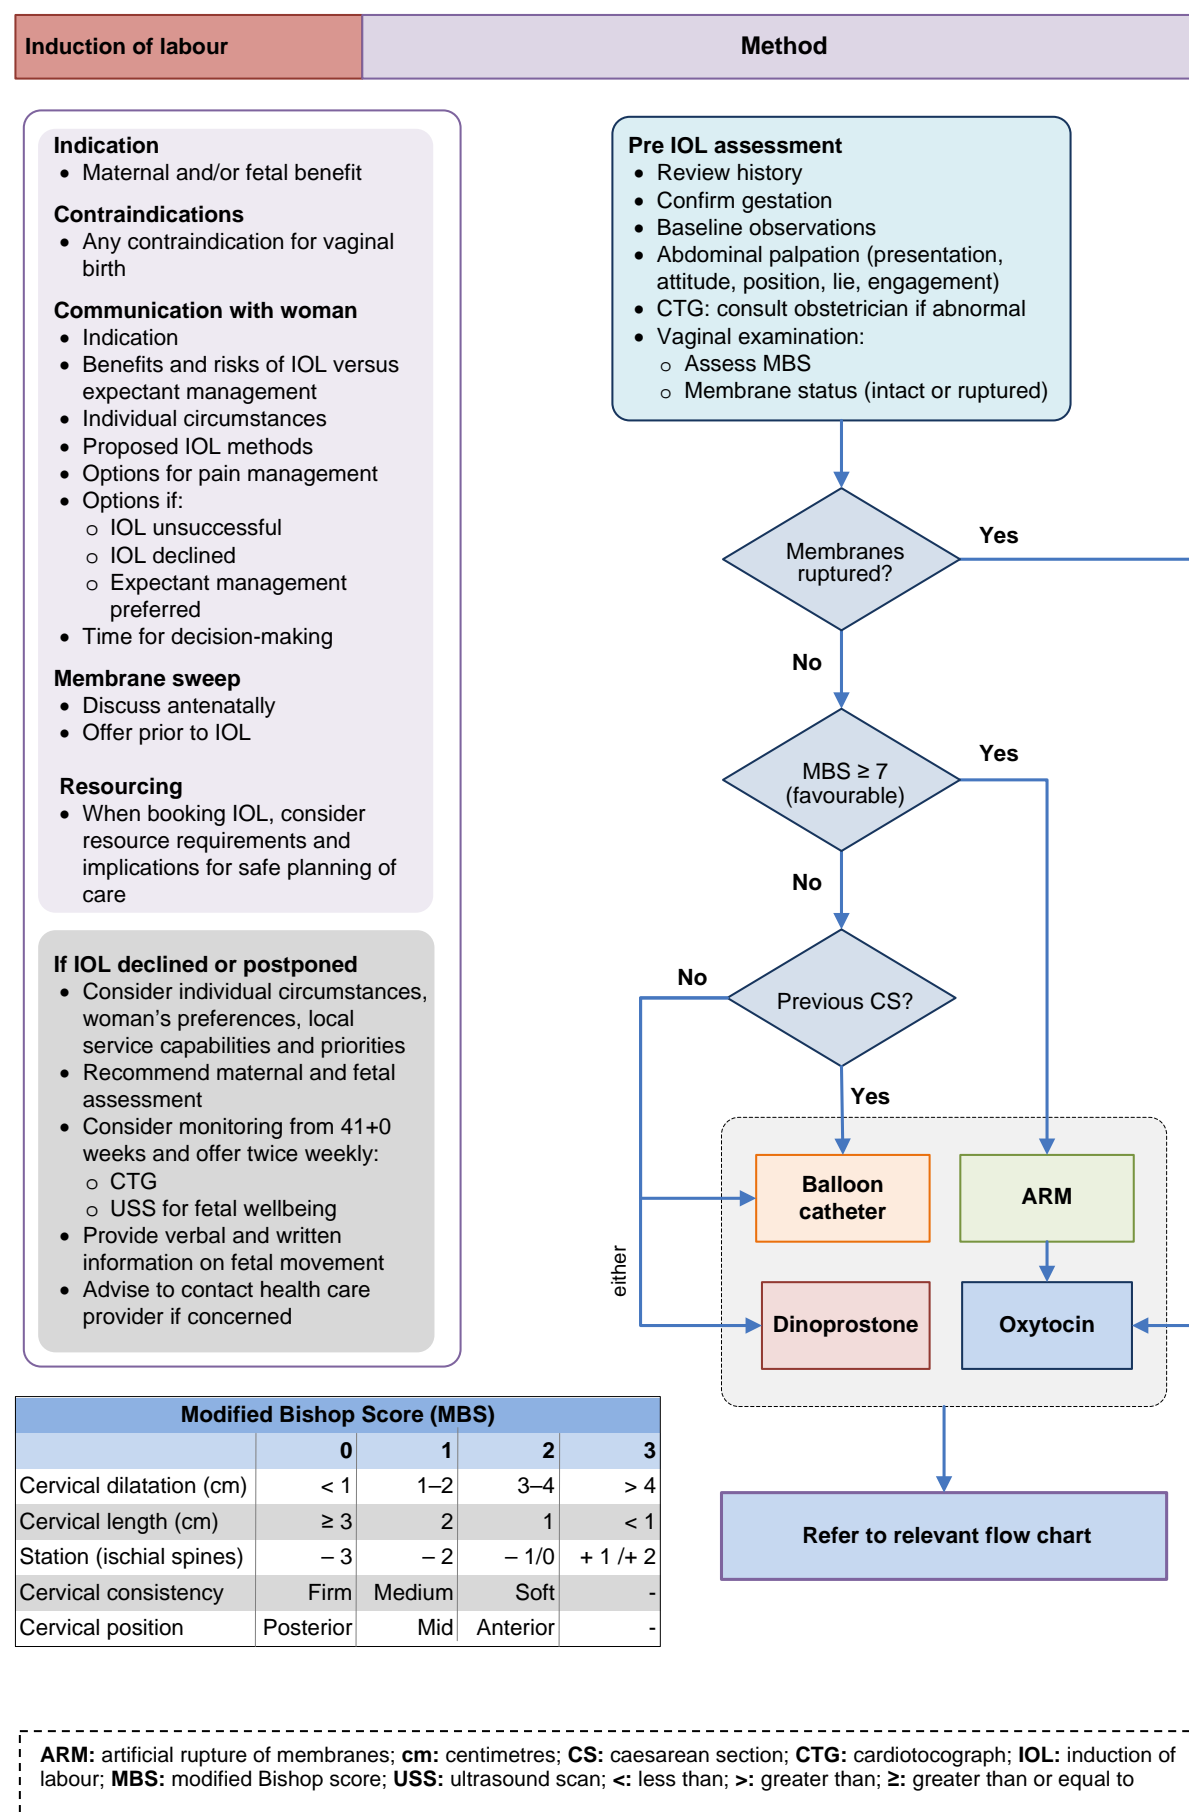 Induction of labour
Method
Indication
• Maternal and/or fetal benefit
Contraindications
• Any contraindication for vaginal
birth
Communication with woman
• Indication
• Benefits and risks of IOL versus
expectant management
• Individual circumstances
• Proposed IOL methods
• Options for pain management
• Options if:
o IOL unsuccessful
o IOL declined
o Expectant management
preferred
• Time for decision-making
Membrane sweep
• Discuss antenatally
• Offer prior to IOL
Resourcing
• When booking IOL, consider
resource requirements and
implications for safe planning of
care
If IOL declined or postponed
• Consider individual circumstances,
woman’s preferences, local
service capabilities and priorities
• Recommend maternal and fetal
assessment
• Consider monitoring from 41+0
weeks and offer twice weekly:
o CTG
o USS for fetal wellbeing
• Provide verbal and written
information on fetal movement
• Advise to contact health care
provider if concerned
Pre IOL assessment
• Review history
• Confirm gestation
• Baseline observations
• Abdominal palpation (presentation,
attitude, position, lie, engagement)
• CTG: consult obstetrician if abnormal
• Vaginal examination:
o Assess MBS
o Membrane status (intact or ruptured)
Membranes
ruptured?
Yes
No
MBS ≥ 7
(favourable)
Yes
No
Previous CS?
No
Yes
either
Balloon
catheter
ARM
Dinoprostone
Oxytocin
Refer to relevant flow chart
Modified Bishop Score (MBS)
0 1 2 3
Cervical dilatation (cm) < 1 1–2 3–4 > 4
Cervical length (cm) ≥ 3 2 1 < 1
Station (ischial spines) – 3 – 2 – 1/0 + 1 /+ 2
Cervical consistency Firm Medium Soft -
Cervical position Posterior Mid Anterior -
ARM: artificial rupture of membranes; cm: centimetres; CS: caesarean section; CTG: cardiotocograph; IOL: induction of
labour; MBS: modified Bishop score; USS: ultrasound scan; <: less than; >: greater than; ≥: greater than or equal to